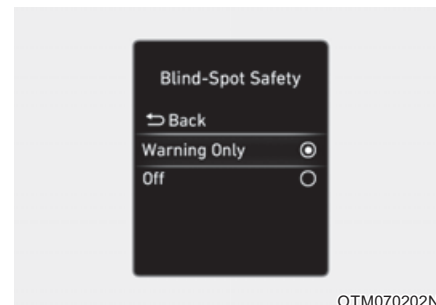 Blind-Spot Safety
Back
Warning Only
Off
OTM070202N